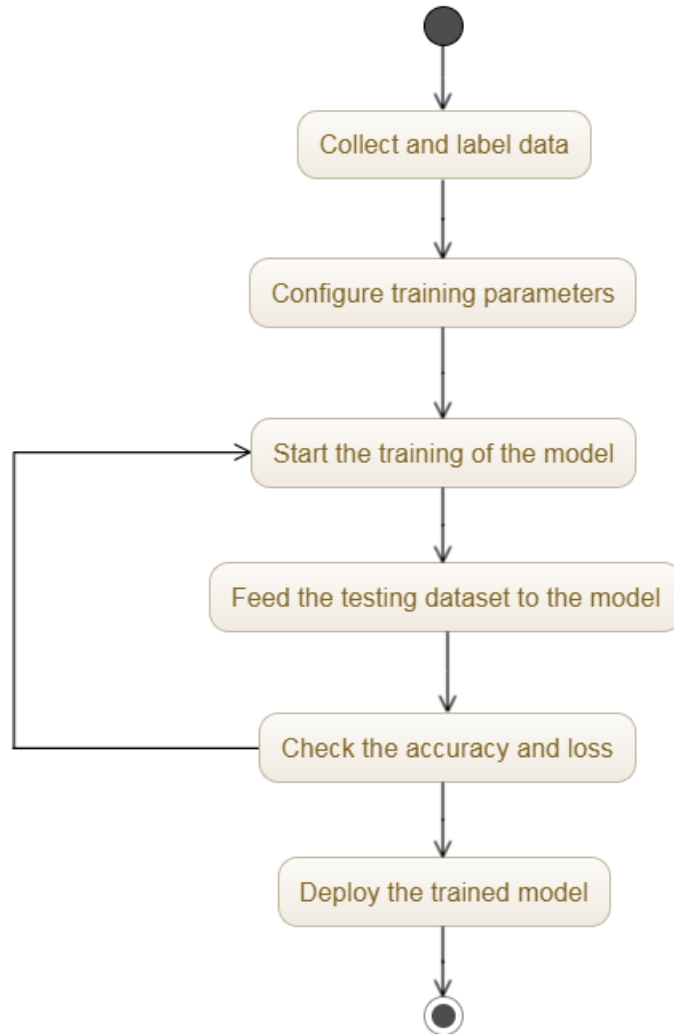 Collect and label data
Configure training parameters
Start the training of the model
Feed the testing dataset to the model
Check the accuracy and loss
Deploy the trained model